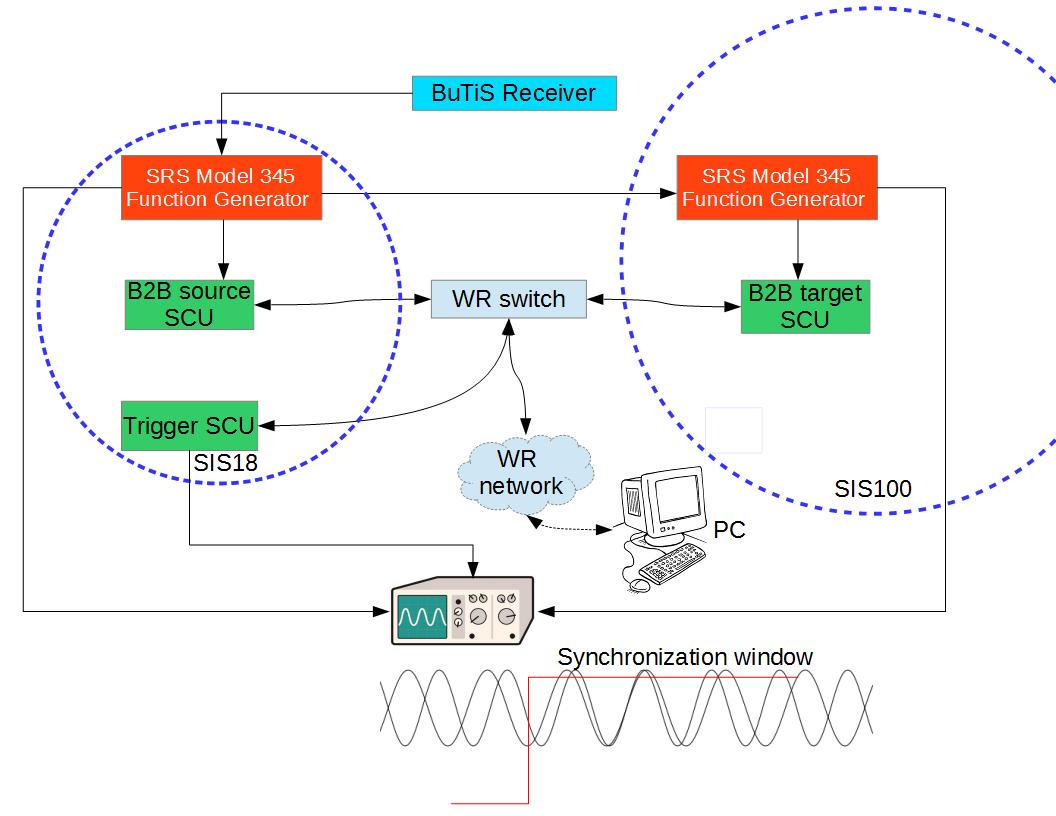 BuTiS Receiver
SRS Model 345
Function Generator
SRS Model 345
Function Generator
B2B source
SCU
WR switch
B2B target
SCU
Trigger SCU
SIS18
WR
network
SIS100
PC
Synchronization window